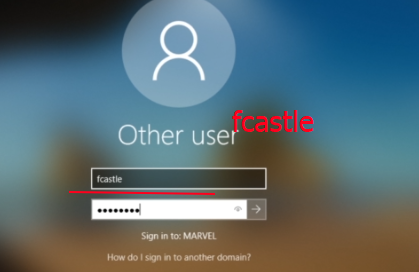 fcastle
Other user
fcastle
Sign in to: MARVEL
How do I sign in to another domain?